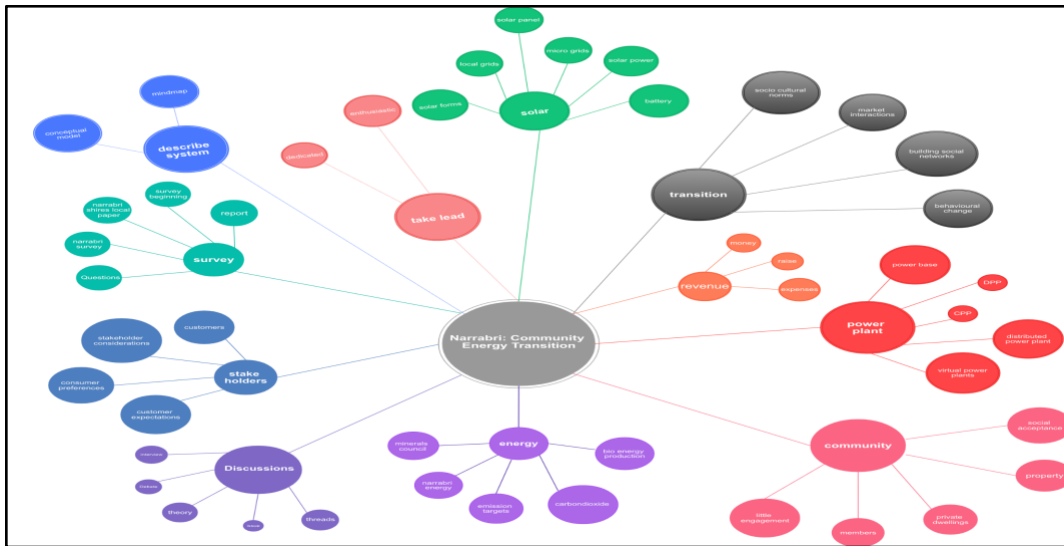 solar panel
micro grids
local grids
solar power
solar forms
battery
solar
mindmap
conceptual
model
describe
system
enthustastic
dedicated
take lead
socio cultural
norms
market
Interactions
building social
networks
behavioural
change
transition
survey
beginning
narrabri
shires local
paper
report
narrabri
survey
Questions
survey
money
raise
expenses
revenue
power base
DPP
CPP
distributed
power plant
virtual power
plants
power
plant
Narrabri: Community
Energy Transition
customers
stakeholder
considerations
consumer
preferences
customer
expectations
stake
holders
Discussions
theory
threads
energy
minerals
council
narrabri
energy
emission
targets
carbondioxide
bio energy
production
community
social
acceptance
property
private
dwellings
members
little
engagement